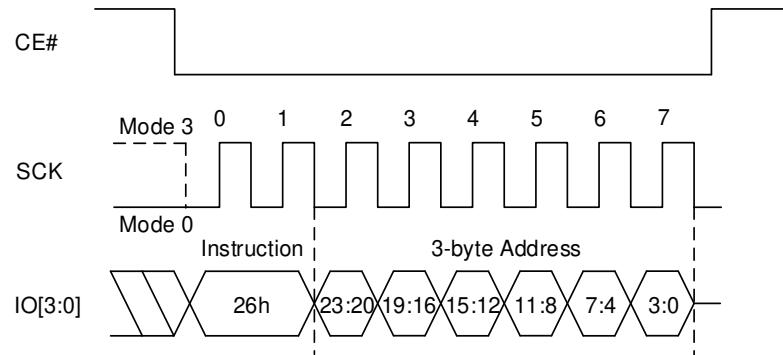 CE#
Mode 3 0 1 2 3 4 5 6 7
SCK
Mode 0
Instruction 3-byte Address
IO[3:0] 26h 23:20 19:16 15:12 11:8 7:4 3:0